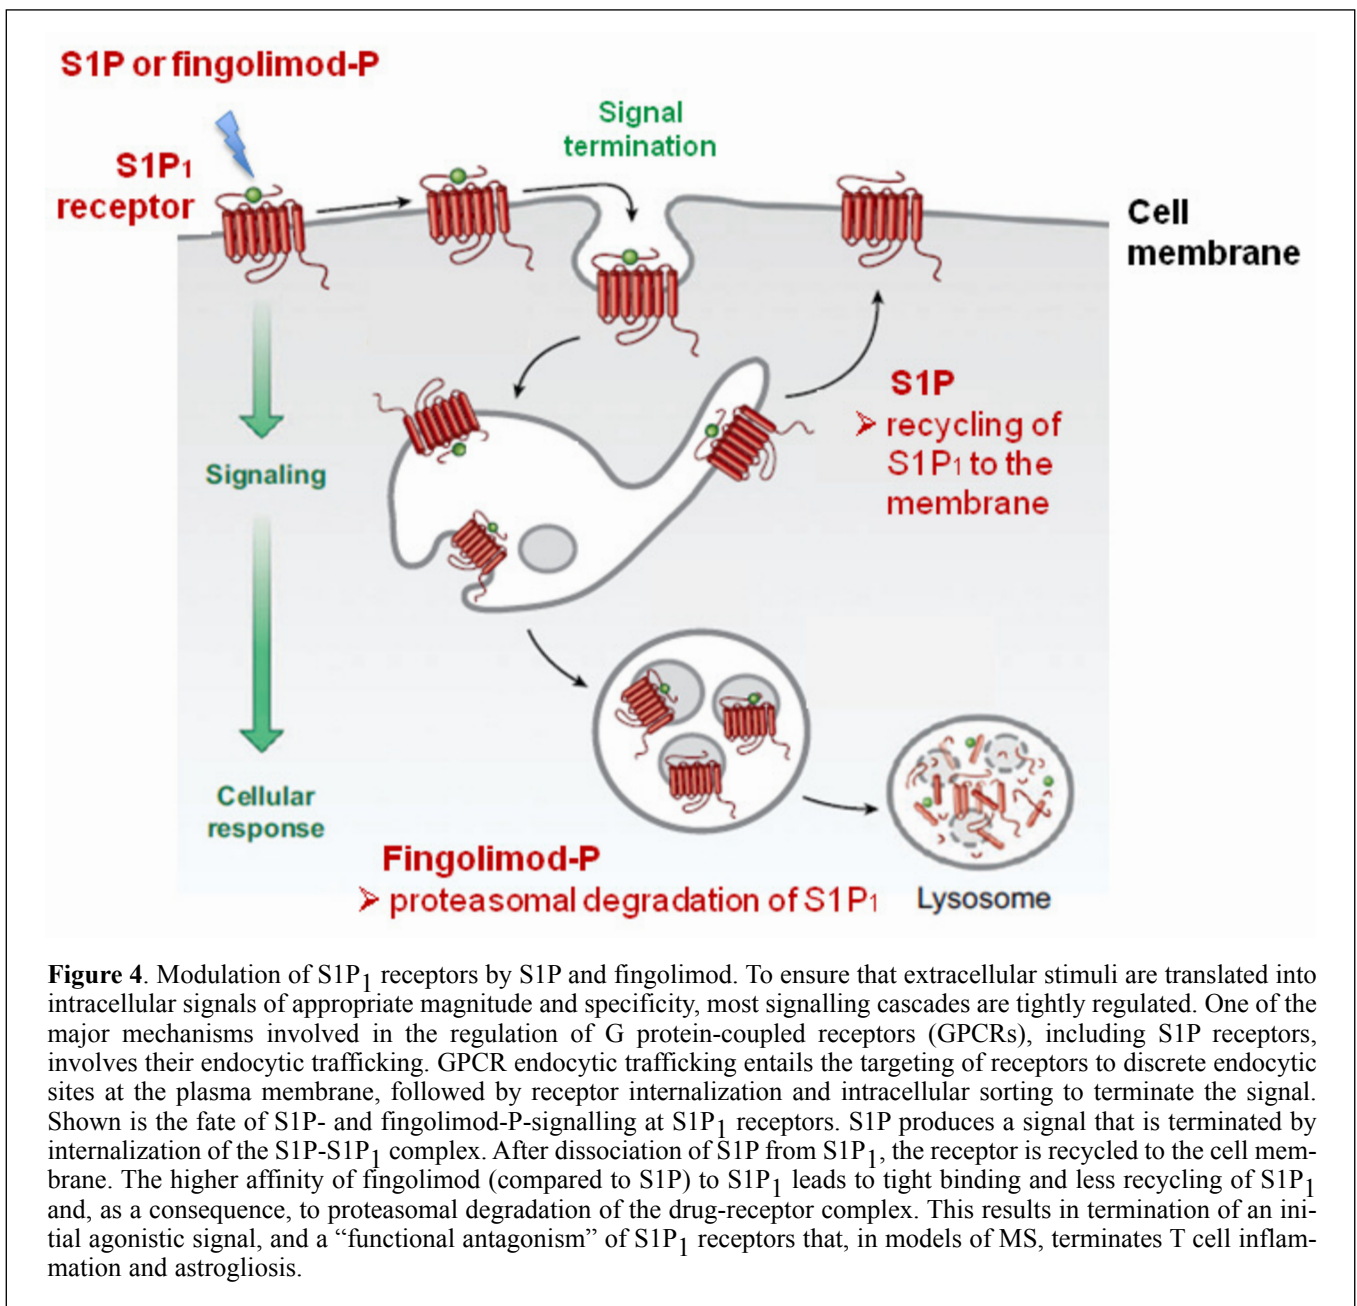 S1P or fingolimod-P
Signal
termination
S1P₁
receptor
Cell
membrane
S1P
➢ recycling of
S1P₁ to the
membrane
Signaling
Cellular
response
Fingolimod-P
➢ proteasomal degradation of S1P₁
Lysosome
Figure 4. Modulation of S1P₁ receptors by S1P and fingolimod. To ensure that extracellular stimuli are translated into
intracellular signals of appropriate magnitude and specificity, most signalling cascades are tightly regulated. One of the
major mechanisms involved in the regulation of G protein-coupled receptors (GPCRs), including S1P receptors,
involves their endocytic trafficking. GPCR endocytic trafficking entails the targeting of receptors to discrete endocytic
sites at the plasma membrane, followed by receptor internalization and intracellular sorting to terminate the signal.
Shown is the fate of S1P- and fingolimod-P-signalling at S1P₁ receptors. S1P produces a signal that is terminated by
internalization of the S1P-S1P₁ complex. After dissociation of S1P from S1P₁, the receptor is recycled to the cell mem-
brane. The higher affinity of fingolimod (compared to S1P) to S1P₁ leads to tight binding and less recycling of S1P₁
and, as a consequence, to proteasomal degradation of the drug-receptor complex. This results in termination of an ini-
tial agonistic signal, and a “functional antagonism” of S1P₁ receptors that, in models of MS, terminates T cell inflam-
mation and astrogliosis.